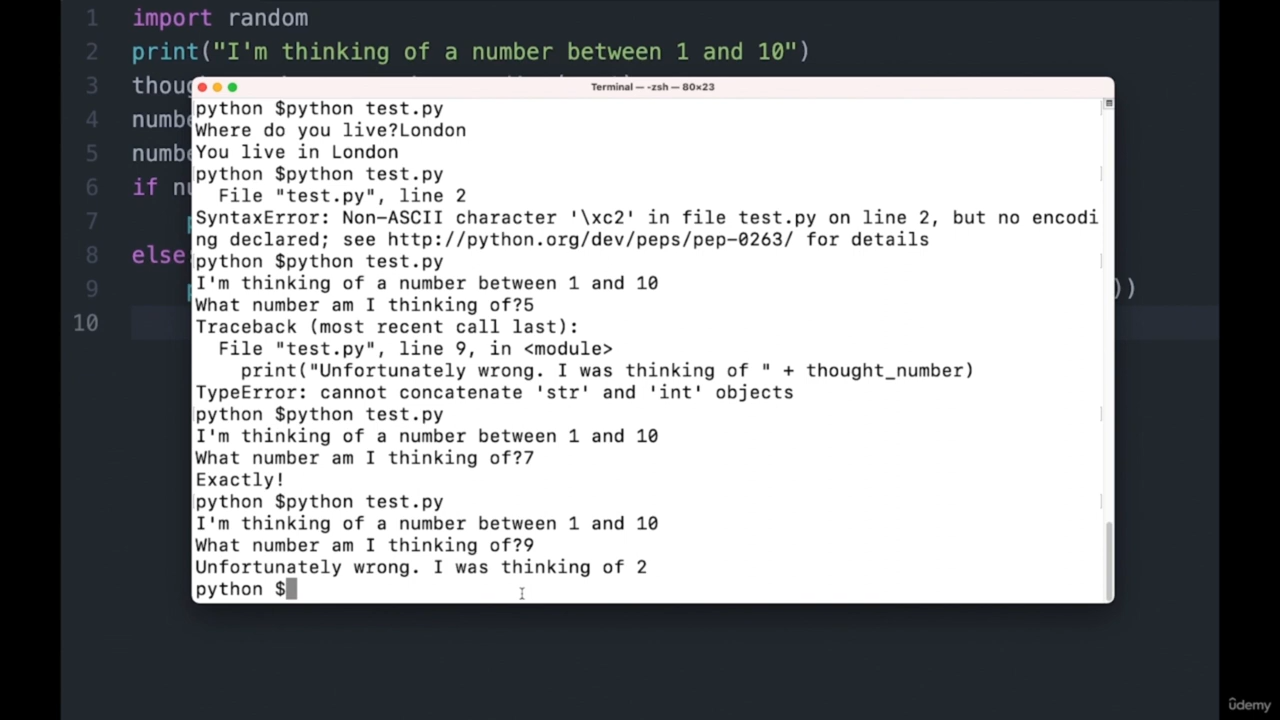 1 import random
2 print("I'm thinking of a number between 1 and 10")
3
4
5
6 if
7
8 else
9 ))
10
Terminal — -zsh — 80×23
python $python test.py
Where do you live?London
You live in London
python $python test.py
File "test.py", line 2
SyntaxError: Non-ASCII character '\xc2' in file test.py on line 2, but no encodi
ng declared; see http://python.org/dev/peps/pep-0263/ for details
python $python test.py
I'm thinking of a number between 1 and 10
What number am I thinking of?5
Traceback (most recent call last):
File "test.py", line 9, in <module>
print("Unfortunately wrong. I was thinking of " + thought_number)
TypeError: cannot concatenate 'str' and 'int' objects
python $python test.py
I'm thinking of a number between 1 and 10
What number am I thinking of?7
Exactly!
python $python test.py
I'm thinking of a number between 1 and 10
What number am I thinking of?9
Unfortunately wrong. I was thinking of 2
python $
ûdemy